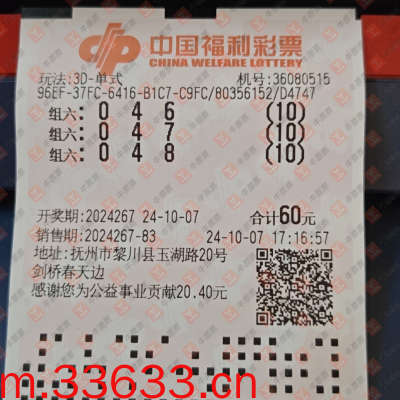 中国福利彩票
CHINA WELFARE LOTTERY
玩法:3D-单式 机号:36080515
96EF-37FC-6416-B1C7-C9FC/80356152/D4747
组六: 0 4 6 (10)
组六: 0 4 7 (10)
组六: 0 4 8 (10)
开奖期:2024267 24-10-07 合计60元
销售期:2024267-83 24-10-07 17:16:57
地址:抚州市黎川县玉湖路20号
剑桥春天边
感谢您为公益事业贡献20.40元
m.33633.cn